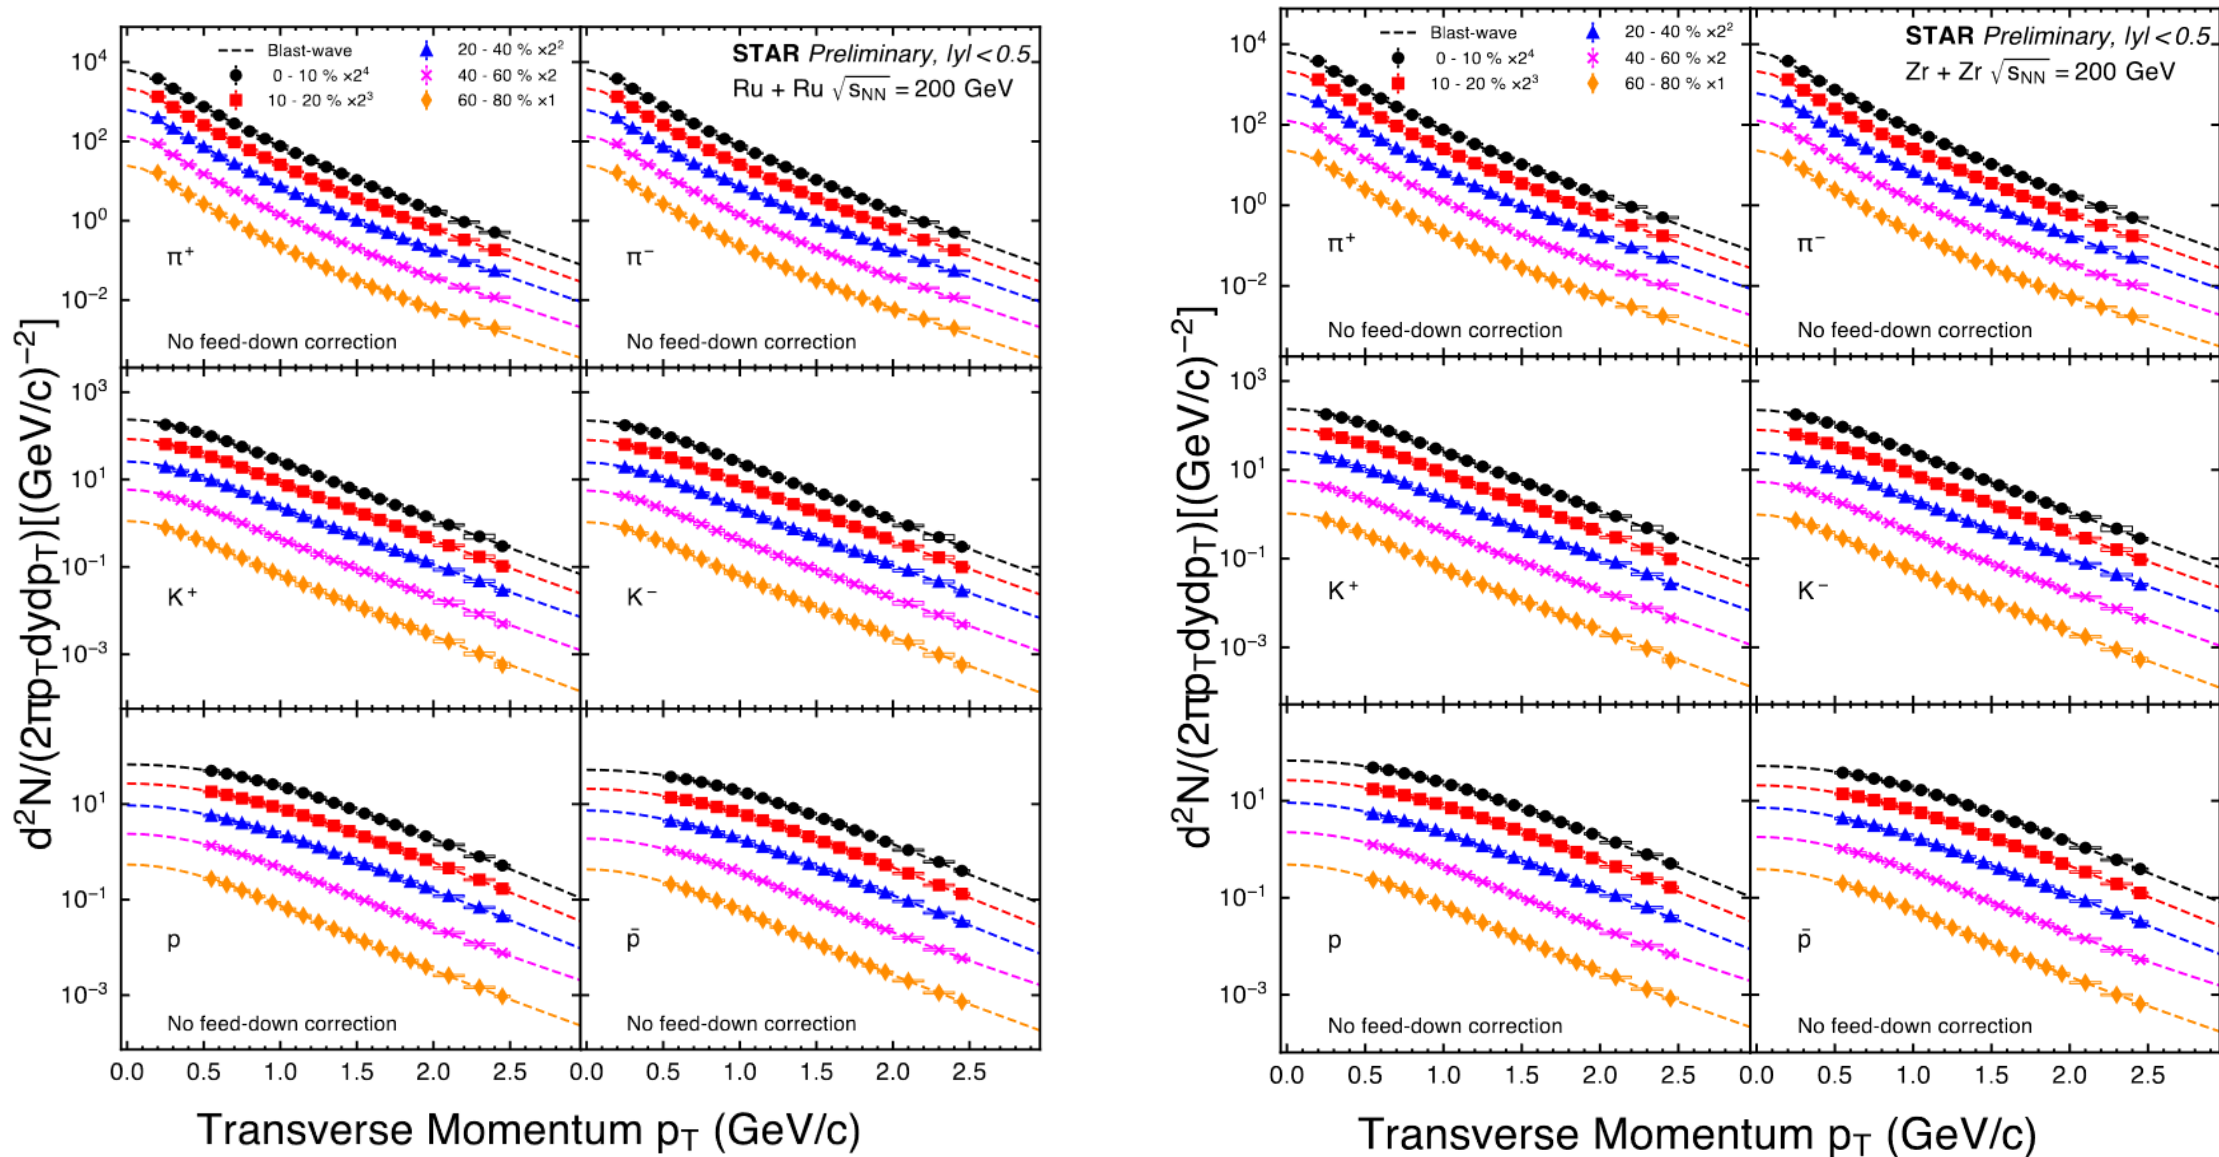 Blast-wave
0 - 10 % ×2⁴
10 - 20 % ×2³
20 - 40 % ×2²
40 - 60 % ×2
60 - 80 % ×1
STAR Preliminary, |y| < 0.5
Ru + Ru √sNN = 200 GeV
10⁴
10²
10⁰
10⁻²
π⁺
No feed-down correction
π⁻
No feed-down correction
10³
10¹
10⁻¹
10⁻³
K⁺
K⁻
10¹
10⁻¹
10⁻³
p
No feed-down correction
p̄
No feed-down correction
d²N/(2πpTdydpT)[(GeV/c)⁻²]
0.0 0.5 1.0 1.5 2.0 2.5 0.0 0.5 1.0 1.5 2.0 2.5
Transverse Momentum pT (GeV/c)
Blast-wave
0 - 10 % ×2⁴
10 - 20 % ×2³
20 - 40 % ×2²
40 - 60 % ×2
60 - 80 % ×1
STAR Preliminary, |y| < 0.5
Zr + Zr √sNN = 200 GeV
10⁴
10²
10⁰
10⁻²
π⁺
No feed-down correction
π⁻
No feed-down correction
10³
10¹
10⁻¹
10⁻³
K⁺
K⁻
10¹
10⁻¹
10⁻³
p
No feed-down correction
p̄
No feed-down correction
d²N/(2πpTdydpT)[(GeV/c)⁻²]
0.0 0.5 1.0 1.5 2.0 2.5 0.0 0.5 1.0 1.5 2.0 2.5
Transverse Momentum pT (GeV/c)